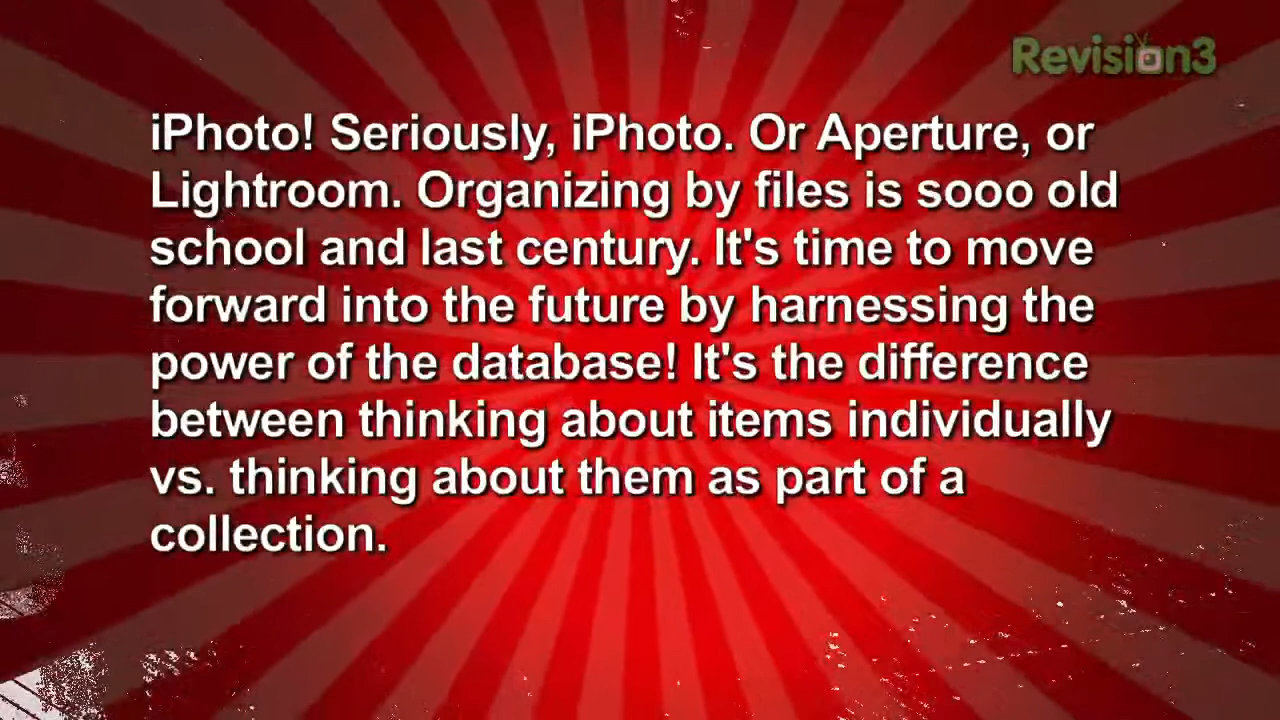 Revision3
iPhoto! Seriously, iPhoto. Or Aperture, or
Lightroom. Organizing by files is sooo old
school and last century. It's time to move
forward into the future by harnessing the
power of the database! It's the difference
between thinking about items individually
vs. thinking about them as part of a
collection.